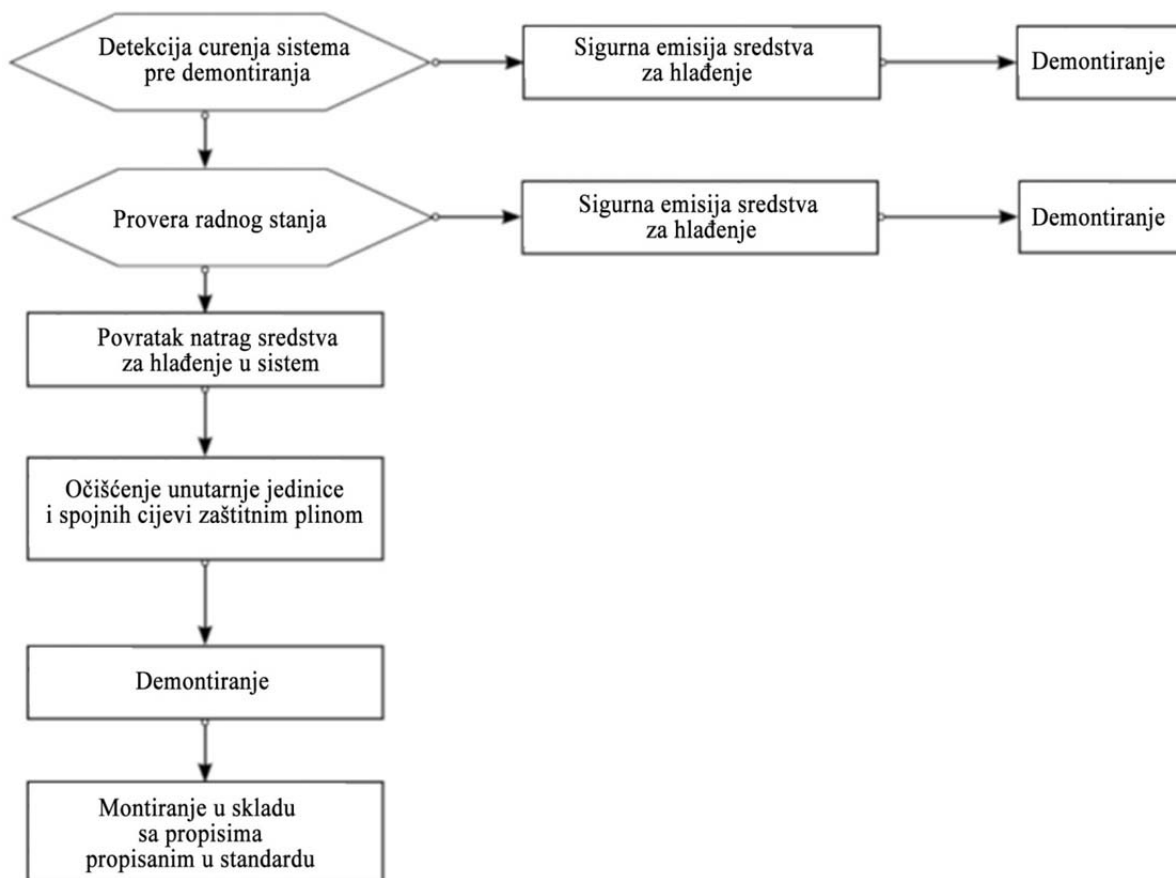 Detekcija curenja sistema
pre demontiranja
Sigurna emisija sredstva
za hlađenje
Demontiranje
Provera radnog stanja
Sigurna emisija sredstva
za hlađenje
Demontiranje
Povratak natrag sredstva
za hlađenje u sistem
Očišćenje unutarnje jedinice
i spojnih cijevi zaštitnim plinom
Demontiranje
Montiranje u skladu
sa propisima
propisanim u standardu